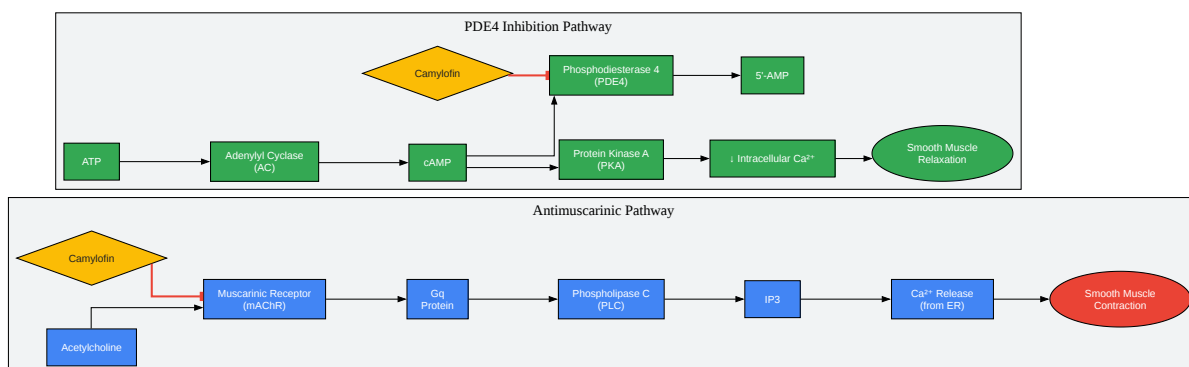 PDE4 Inhibition Pathway
Camylofin
Phosphodiesterase 4
(PDE4)
5'-AMP
ATP
Adenylyl Cyclase
(AC)
cAMP
Protein Kinase A
(PKA)
↓ Intracellular Ca²⁺
Smooth Muscle
Relaxation
Antimuscarinic Pathway
Camylofin
Muscarinic Receptor
(mAChR)
Gq
Protein
Phospholipase C
(PLC)
IP3
Ca²⁺ Release
(from ER)
Smooth Muscle
Contraction
Acetylcholine